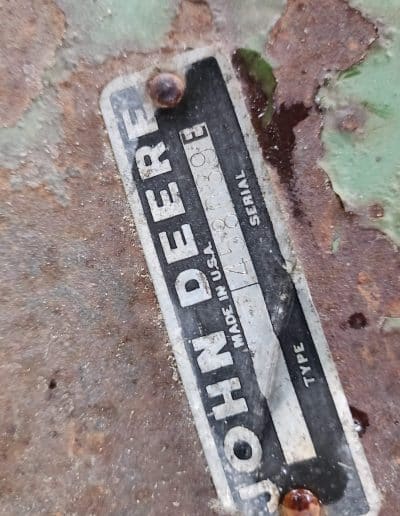 JOHN DEERE
MADE IN U.S.A.
E
TYPE SERIAL